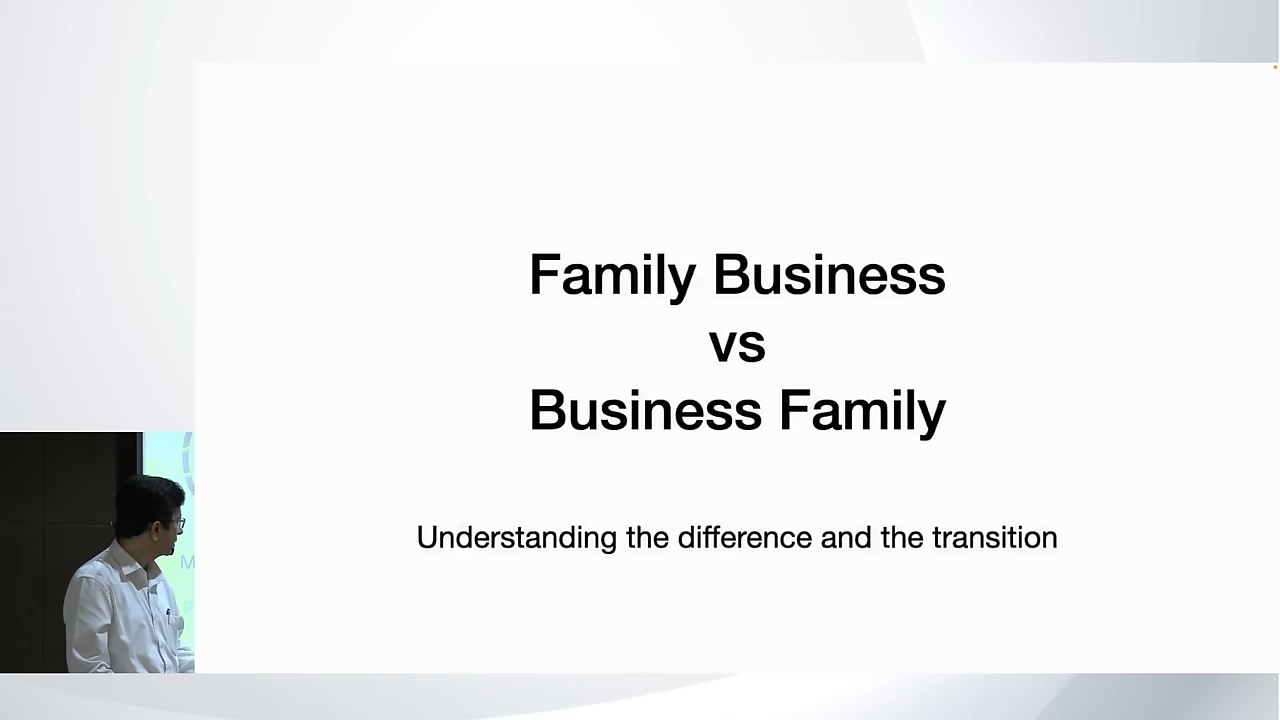 Family Business
vs
Business Family
Understanding the difference and the transition